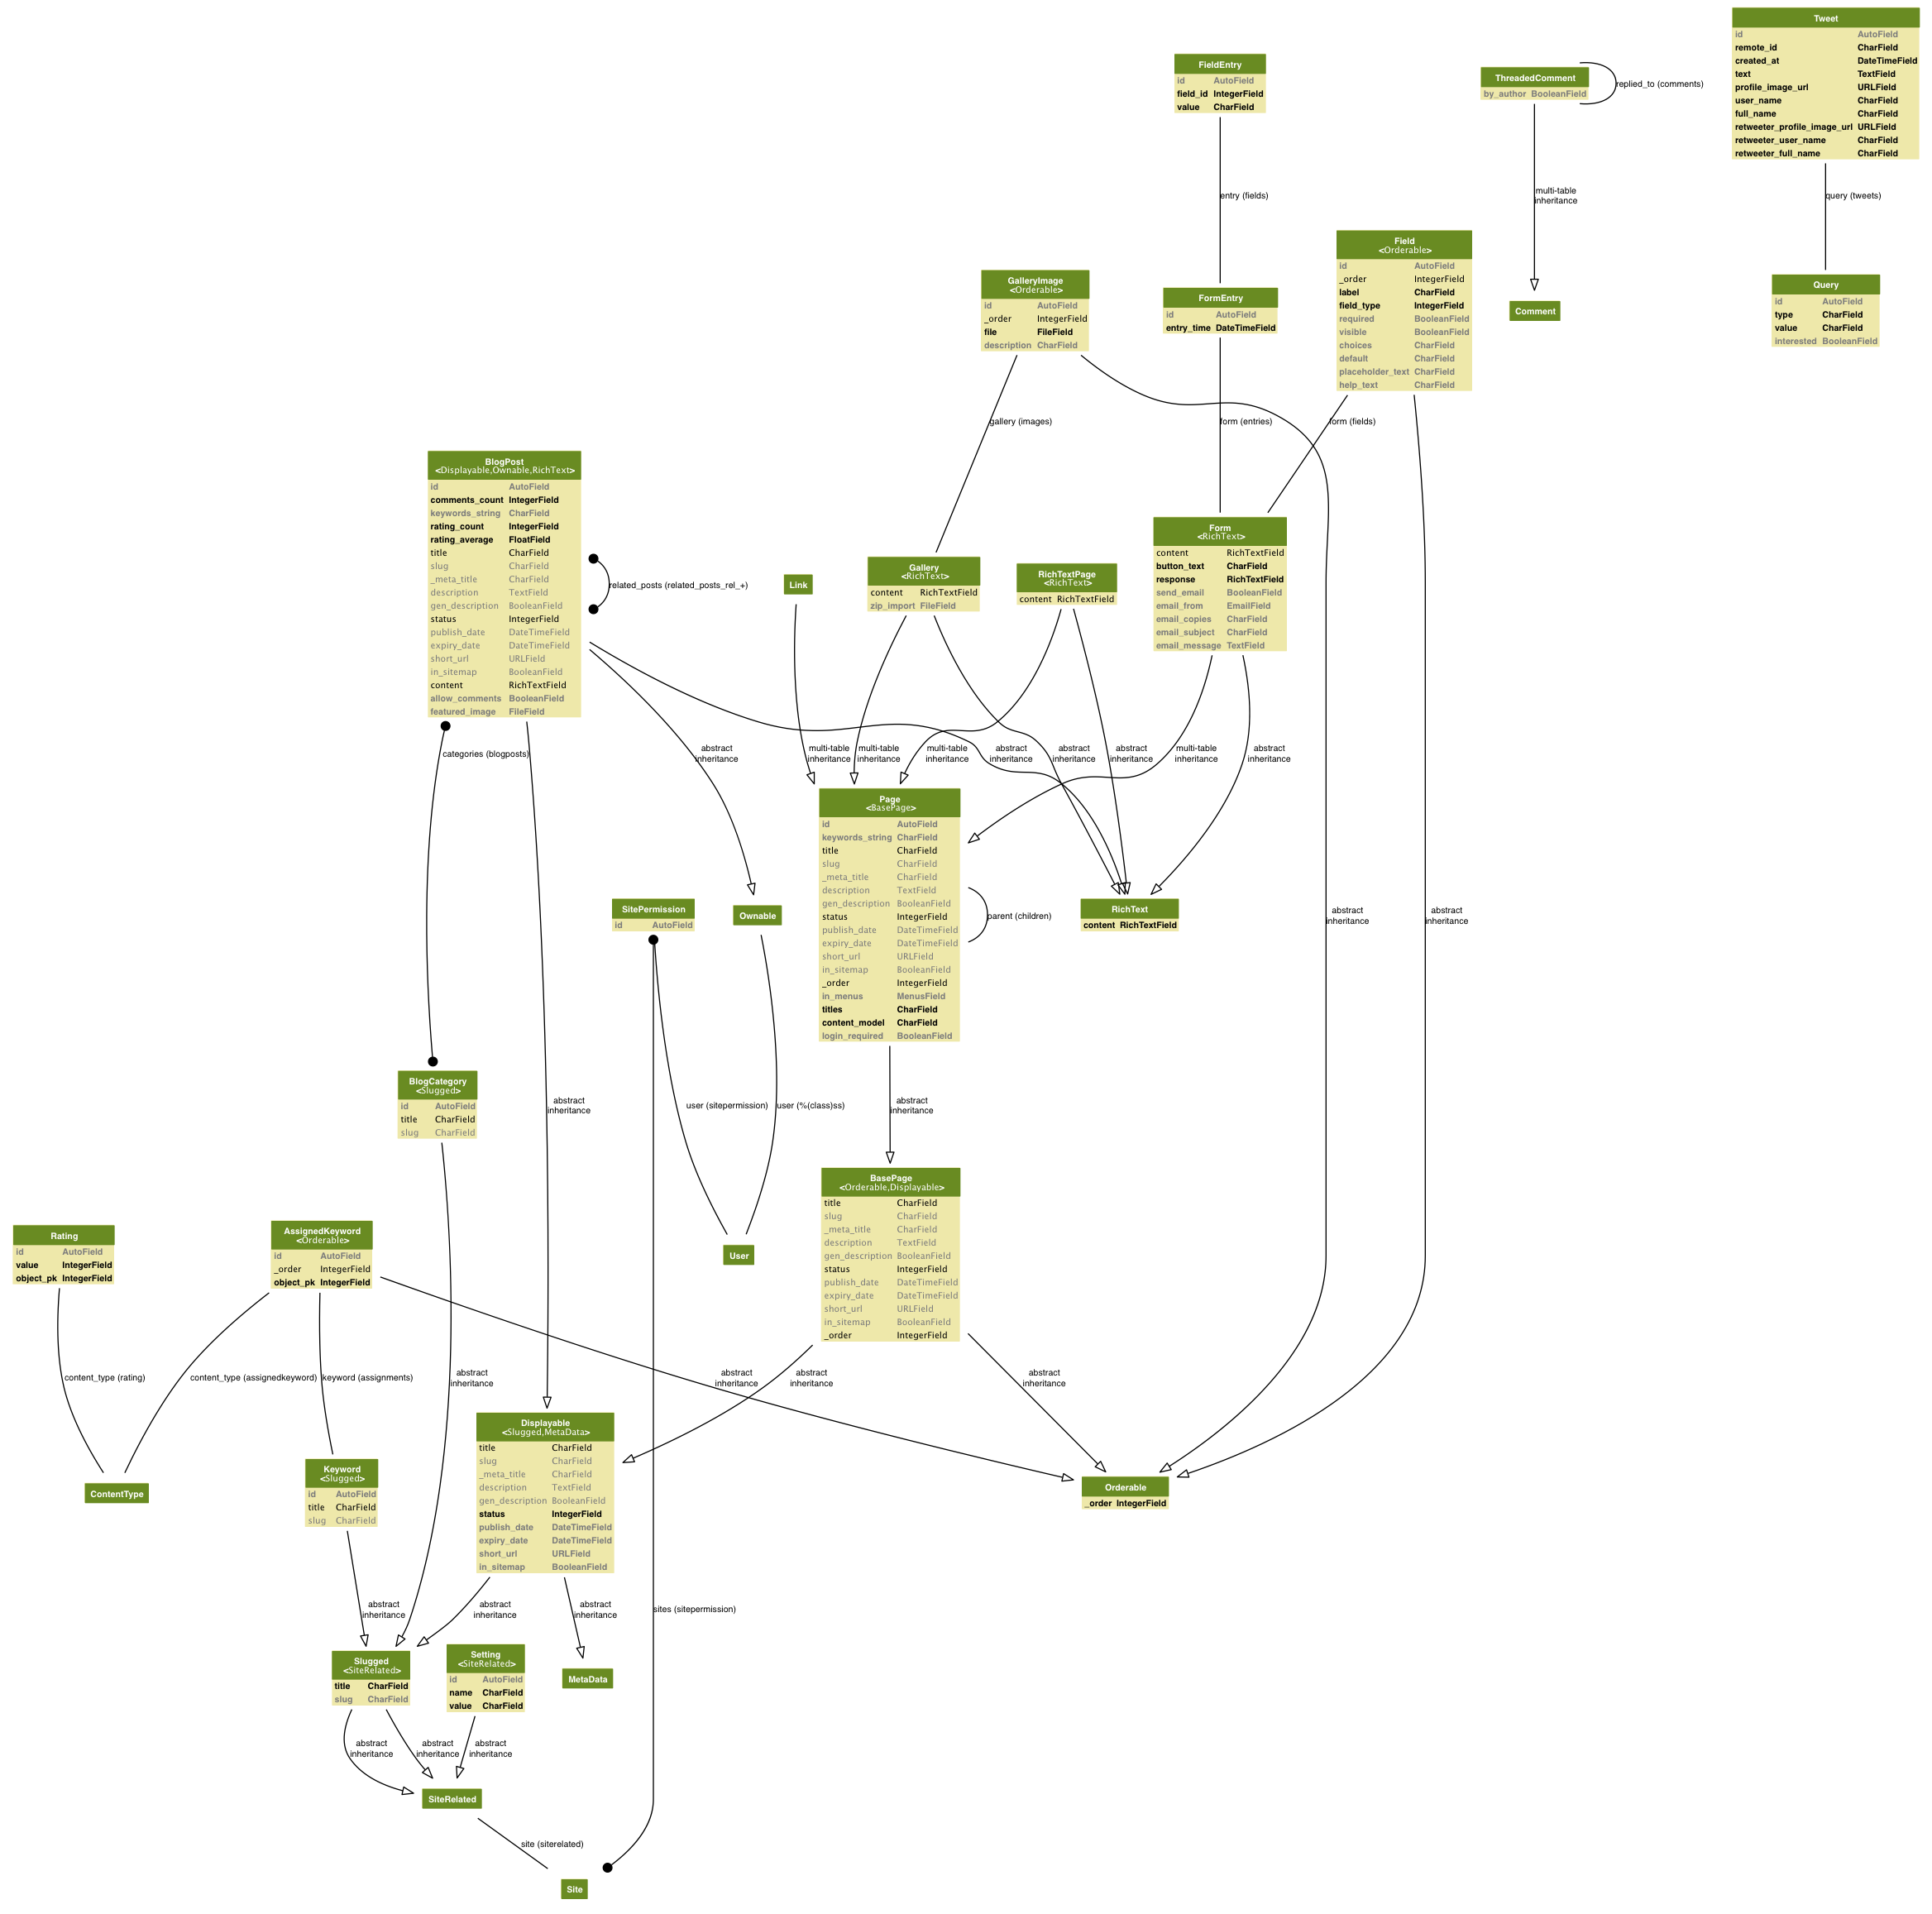 Tweet
id AutoField
remote_id CharField
created_at DateTimeField
text TextField
profile_image_url URLField
user_name CharField
full_name CharField
retweeter_profile_image_url URLField
retweeter_user_name CharField
retweeter_full_name CharField
FieldEntry
id AutoField
field_id IntegerField
value CharField
ThreadedComment
by_author BooleanField
replied_to (comments)
entry (fields)
multi-table
inheritance
query (tweets)
Field
<Orderable>
id AutoField
_order IntegerField
label CharField
field_type IntegerField
required BooleanField
visible BooleanField
choices CharField
default CharField
placeholder_text CharField
help_text CharField
GalleryImage
<Orderable>
id AutoField
_order IntegerField
file FileField
description CharField
FormEntry
id AutoField
entry_time DateTimeField
Comment
Query
id AutoField
type CharField
value CharField
interested BooleanField
gallery (images)
form (entries)
form (fields)
BlogPost
<Displayable,Ownable,RichText>
id AutoField
comments_count IntegerField
keywords_string CharField
rating_count IntegerField
rating_average FloatField
title CharField
slug CharField
_meta_title CharField
description TextField
gen_description BooleanField
status IntegerField
publish_date DateTimeField
expiry_date DateTimeField
short_url URLField
in_sitemap BooleanField
content RichTextField
allow_comments BooleanField
featured_image FileField
related_posts (related_posts_rel_+)
Link
Gallery
<RichText>
content RichTextField
zip_import FileField
RichTextPage
<RichText>
content RichTextField
Form
<RichText>
content RichTextField
button_text CharField
response RichTextField
send_email BooleanField
email_from EmailField
email_copies CharField
email_subject CharField
email_message TextField
categories (blogposts)
abstract
inheritance
multi-table
inheritance
multi-table
inheritance
multi-table
inheritance
abstract
inheritance
abstract
inheritance
abstract
inheritance
multi-table
inheritance
abstract
inheritance
Page
<BasePage>
id AutoField
keywords_string CharField
title CharField
slug CharField
_meta_title CharField
description TextField
gen_description BooleanField
status IntegerField
publish_date DateTimeField
expiry_date DateTimeField
short_url URLField
in_sitemap BooleanField
_order IntegerField
in_menus MenusField
titles CharField
content_model CharField
login_required BooleanField
parent (children)
SitePermission
id AutoField
Ownable
RichText
content RichTextField
abstract
inheritance
abstract
inheritance
BlogCategory
<Slugged>
id AutoField
title CharField
slug CharField
abstract
inheritance
user (sitepermission)
user (%(class)ss)
abstract
inheritance
BasePage
<Orderable,Displayable>
title CharField
slug CharField
_meta_title CharField
description TextField
gen_description BooleanField
status IntegerField
publish_date DateTimeField
expiry_date DateTimeField
short_url URLField
in_sitemap BooleanField
_order IntegerField
Rating
id AutoField
value IntegerField
object_pk IntegerField
AssignedKeyword
<Orderable>
id AutoField
_order IntegerField
object_pk IntegerField
User
content_type (rating)
content_type (assignedkeyword)
keyword (assignments)
abstract
inheritance
abstract
inheritance
abstract
inheritance
abstract
inheritance
Displayable
<Slugged,MetaData>
title CharField
slug CharField
_meta_title CharField
description TextField
gen_description BooleanField
status IntegerField
publish_date DateTimeField
expiry_date DateTimeField
short_url URLField
in_sitemap BooleanField
ContentType
Keyword
<Slugged>
id AutoField
title CharField
slug CharField
Orderable
_order IntegerField
abstract
inheritance
abstract
inheritance
abstract
inheritance
sites (sitepermission)
Slugged
<SiteRelated>
title CharField
slug CharField
Setting
<SiteRelated>
id AutoField
name CharField
value CharField
MetaData
abstract
inheritance
abstract
inheritance
abstract
inheritance
SiteRelated
site (siterelated)
Site